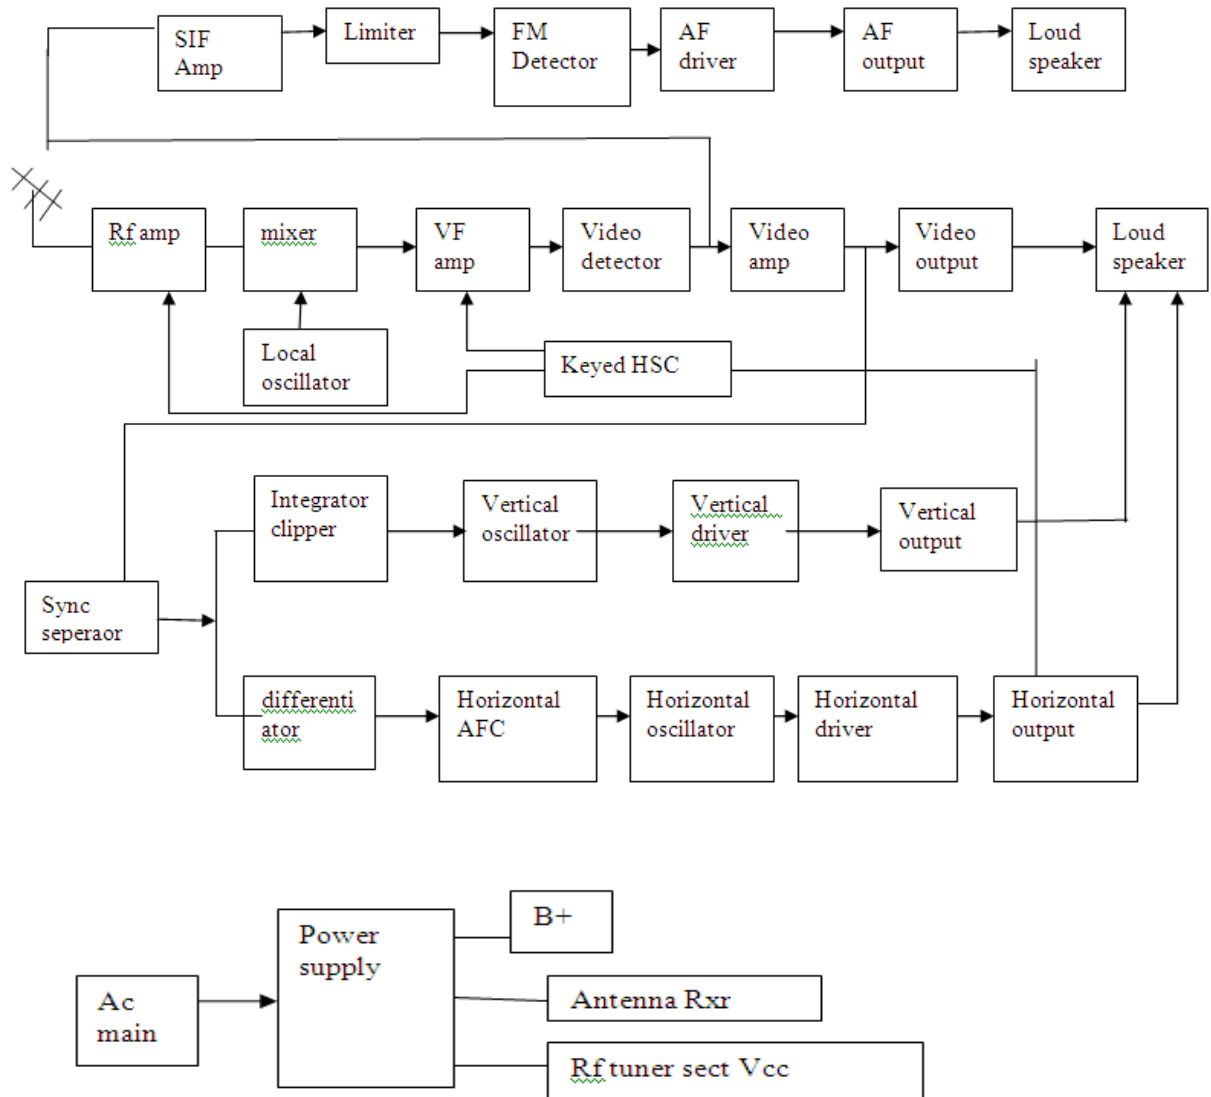 SIF
Amp
Limiter
FM
Detector
AF
driver
AF
output
Loud
speaker
Rf amp
mixer
VF
amp
Video
detector
Video
amp
Video
output
Loud
speaker
Local
oscillator
Keyed HSC
Integrator
clipper
Vertical
oscillator
Vertical
driver
Vertical
output
Sync
seperaor
differenti
ator
Horizontal
AFC
Horizontal
oscillator
Horizontal
driver
Horizontal
output
Ac
main
Power
supply
B+
Antenna Rxr
Rf tuner sect Vcc